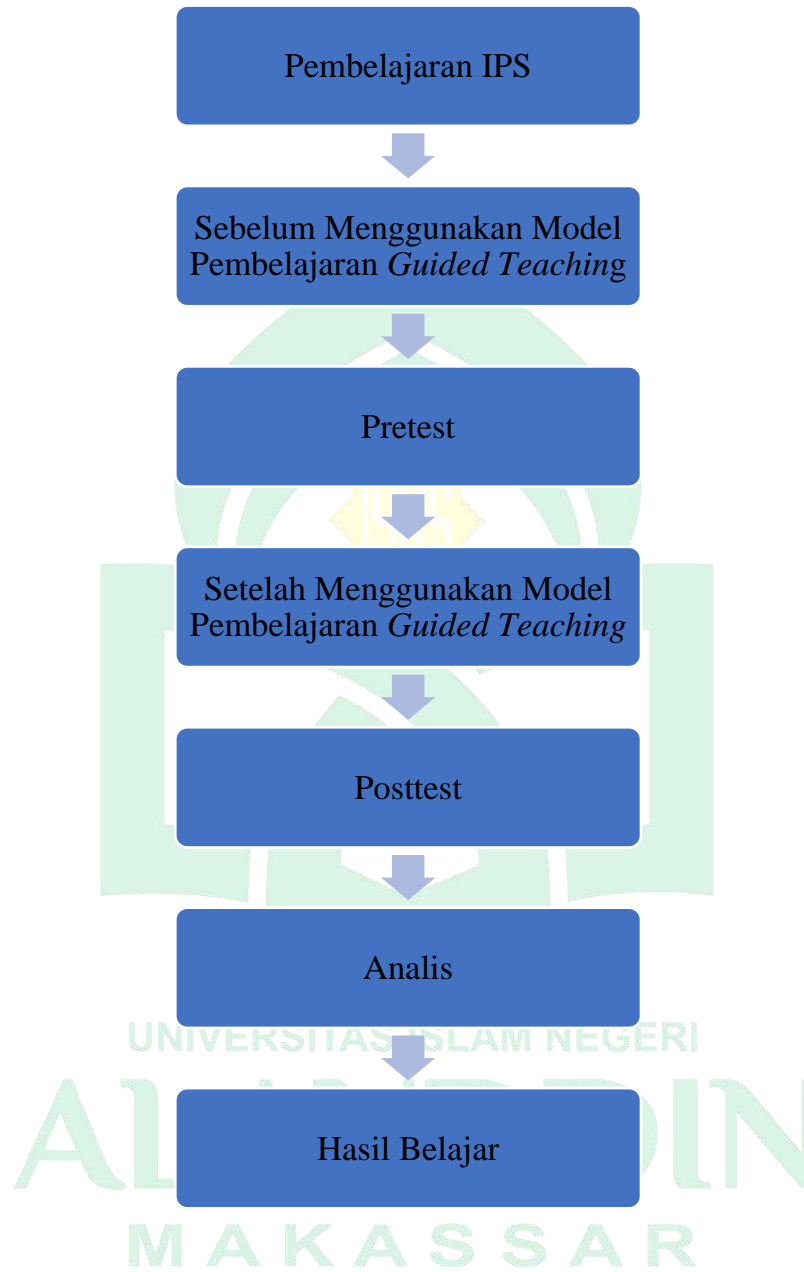 Pembelajaran IPS
Sebelum Menggunakan Model
Pembelajaran Guided Teaching
Pretest
Setelah Menggunakan Model
Pembelajaran Guided Teaching
Posttest
Analis
UNIVERSITAS ISLAM NEGERI
Hasil Belajar
MAKASSAR